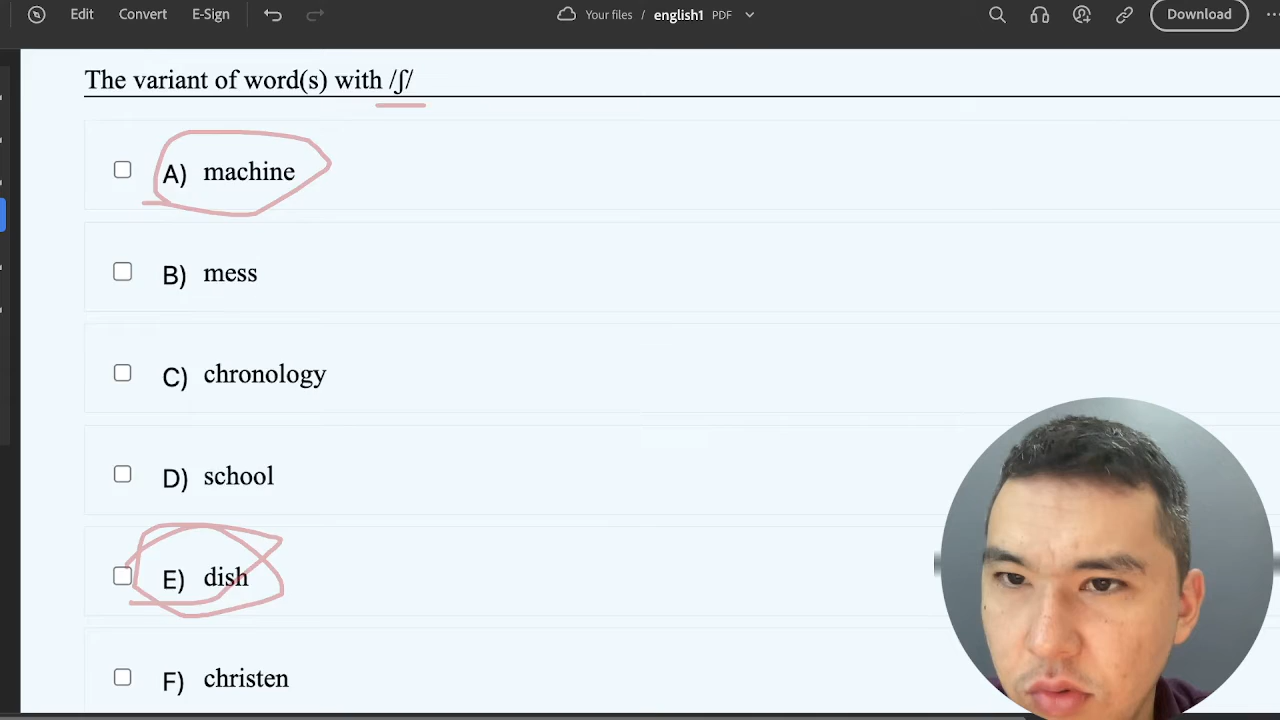 Edit Convert E-Sign Your files / english1 PDF Download
The variant of word(s) with /ʃ/
A) machine
B) mess
C) chronology
D) school
E) dish
F) christen